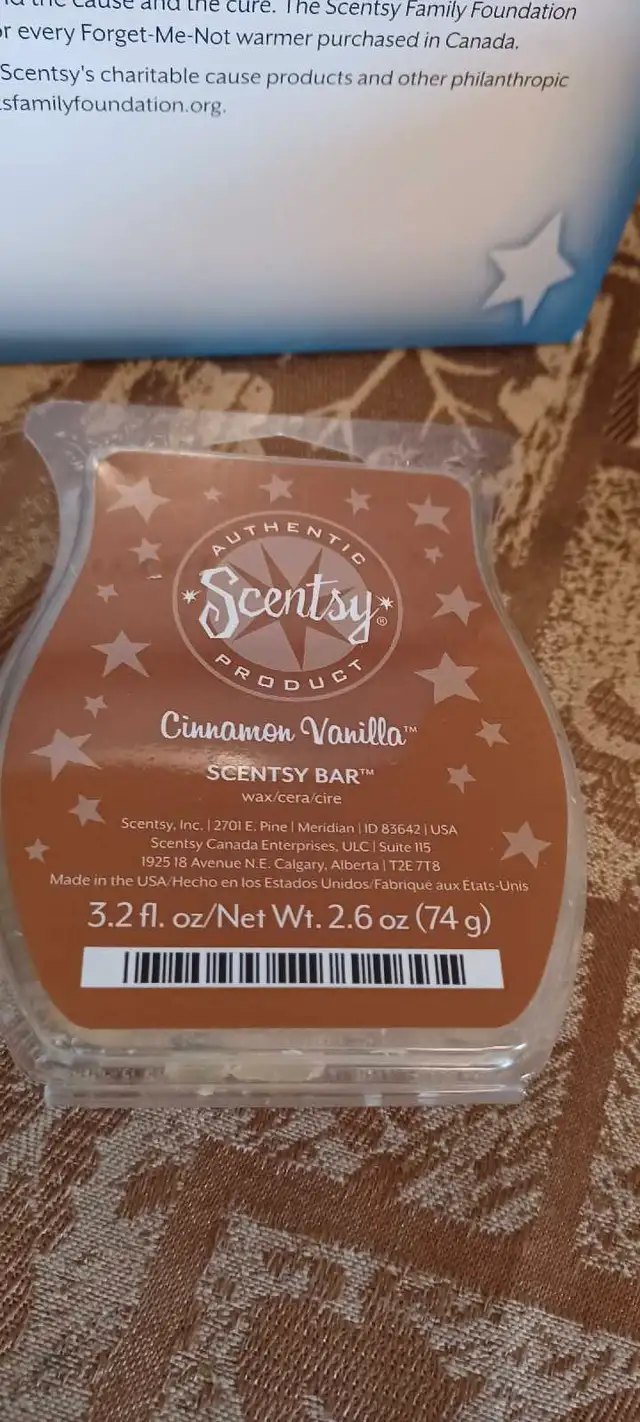 the cause and the cure. The Scentsy Family Foundation
every Forget-Me-Not warmer purchased in Canada.
Scentsy's charitable cause products and other philanthropic
sfamilyfoundation.org.
AUTHENTIC
Scentsy®
PRODUCT
Cinnamon Vanilla™
SCENTSY BAR™
wax/cera/cire
Scentsy, Inc. | 2701 E. Pine | Meridian | ID 83642 | USA
Scentsy Canada Enterprises, ULC | Suite 115
1925 18 Avenue N.E. Calgary, Alberta | T2E 7T8
Made in the USA/Hecho en los Estados Unidos/Fabriqué aux États-Unis
3.2 fl. oz/Net Wt. 2.6 oz (74 g)